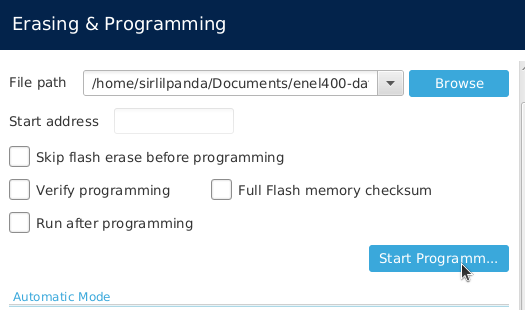 Erasing & Programming
File path /home/sirlilpanda/Documents/enel400-da Browse
Start address
Skip flash erase before programming
Verify programming Full Flash memory checksum
Run after programming
Start Programm...
Automatic Mode